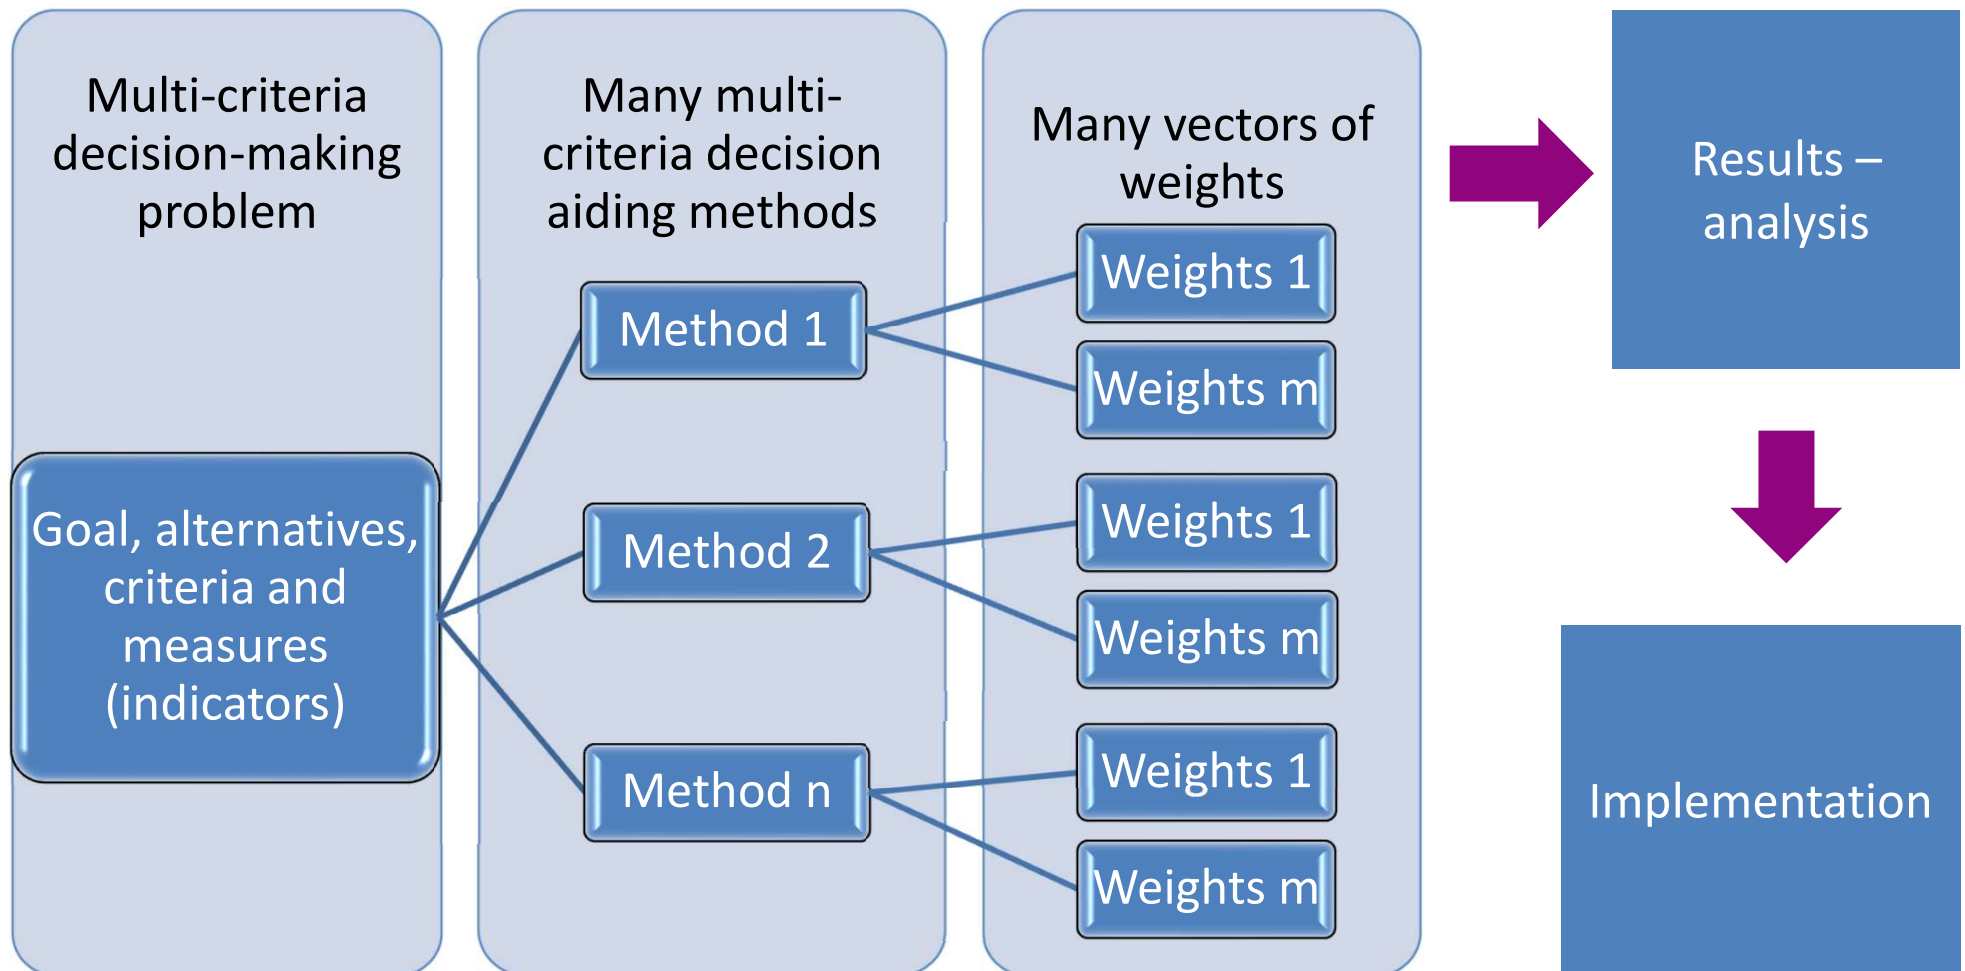 Multi-criteria
decision-making
problem
Goal, alternatives,
criteria and
measures
(indicators)
Many multi-
criteria decision
aiding methods
Method 1
Method 2
Method n
Many vectors of
weights
Weights 1
Weights m
Weights 1
Weights m
Weights 1
Weights m
Results –
analysis
Implementation